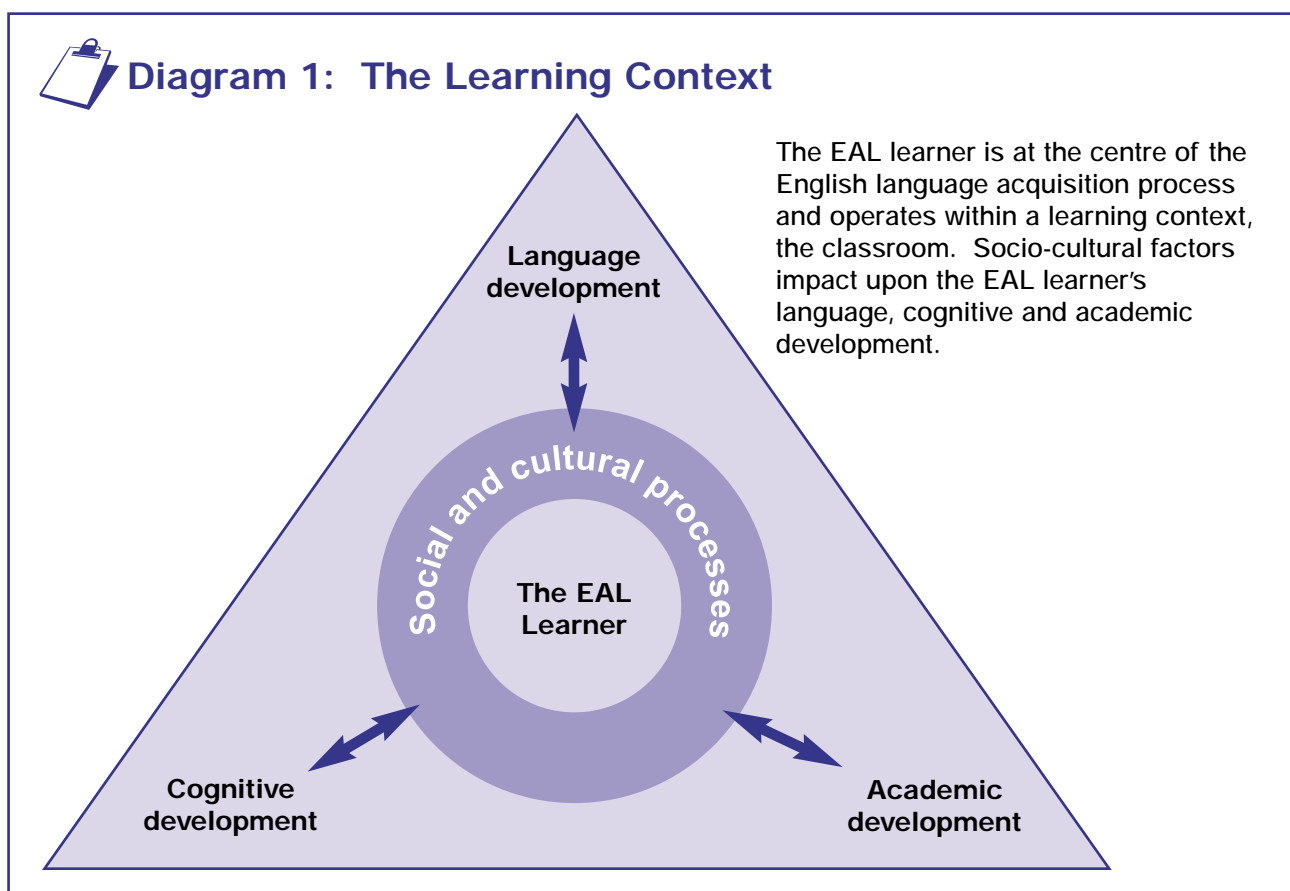 Diagram 1: The Learning Context
The EAL learner is at the centre of the
English language acquisition process
and operates within a learning context,
the classroom. Socio-cultural factors
impact upon the EAL learner's
language, cognitive and academic
development.
Language
development
Social and cultural processes
The EAL
Learner
Cognitive
development
Academic
development